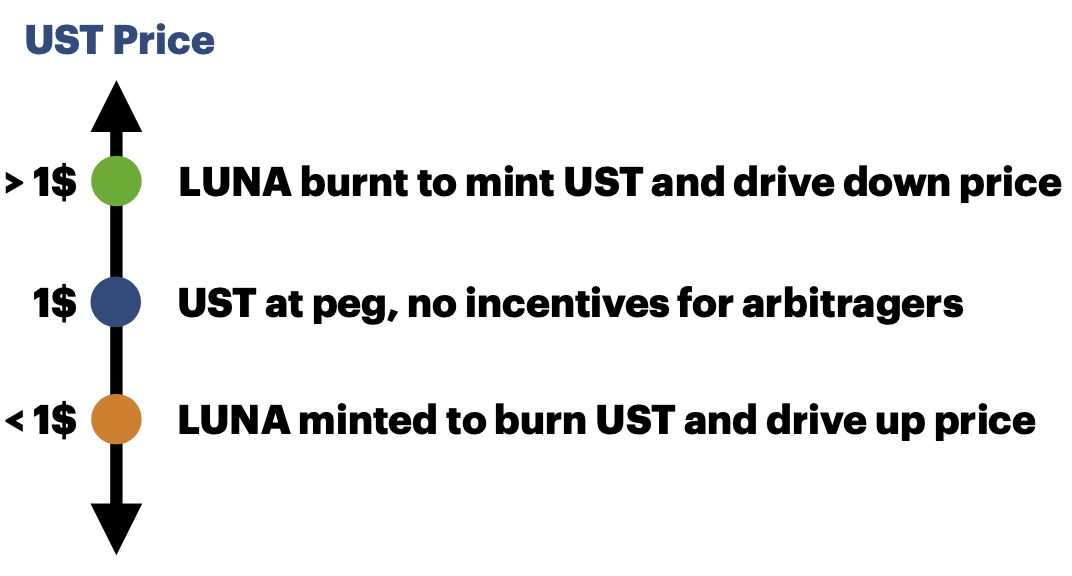 UST Price
> 1$ LUNA burnt to mint UST and drive down price
1$ UST at peg, no incentives for arbitragers
< 1$ LUNA minted to burn UST and drive up price